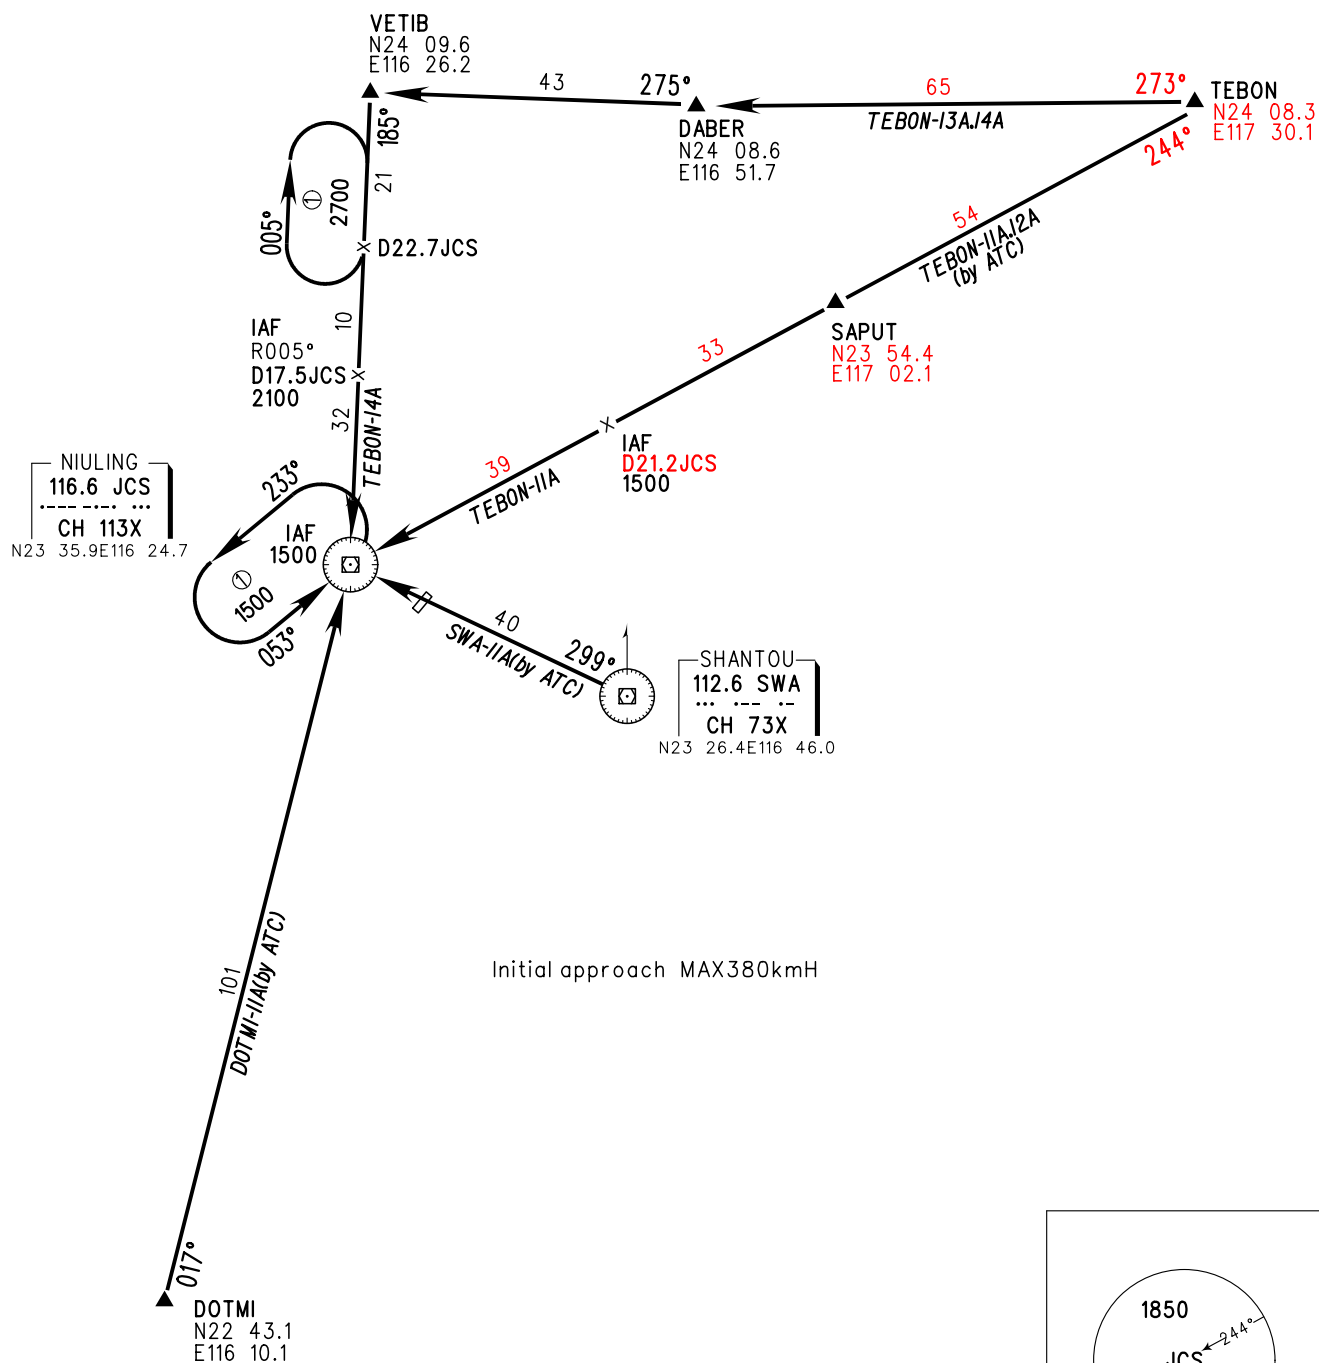 VETIB
N24 09.6
E116 26.2
43
275°
65
273°
TEBON
N24 08.3
E117 30.1
TEBON-13A.14A
DABER
N24 08.6
E116 51.7
185°
244°
21
005°
① 2700
54
TEBON-11A.12A
(by ATC)
D22.7JCS
SAPUT
N23 54.4
E117 02.1
10
IAF
R005°
D17.5JCS
2100
33
32
TEBON-14A
IAF
D21.2JCS
1500
39
TEBON-11A
NIULING
116.6 JCS
·--- -·-· ···
CH 113X
N23 35.9E116 24.7
233°
IAF
1500
① 1500
053°
40
SWA-11A(by ATC)
299°
SHANTOU
112.6 SWA
··· ·-- ·-
CH 73X
N23 26.4E116 46.0
101
DOTMI-11A(by ATC)
Initial approach MAX380kmH
017°
DOTMI
N22 43.1
E116 10.1
1850
244°
JCS